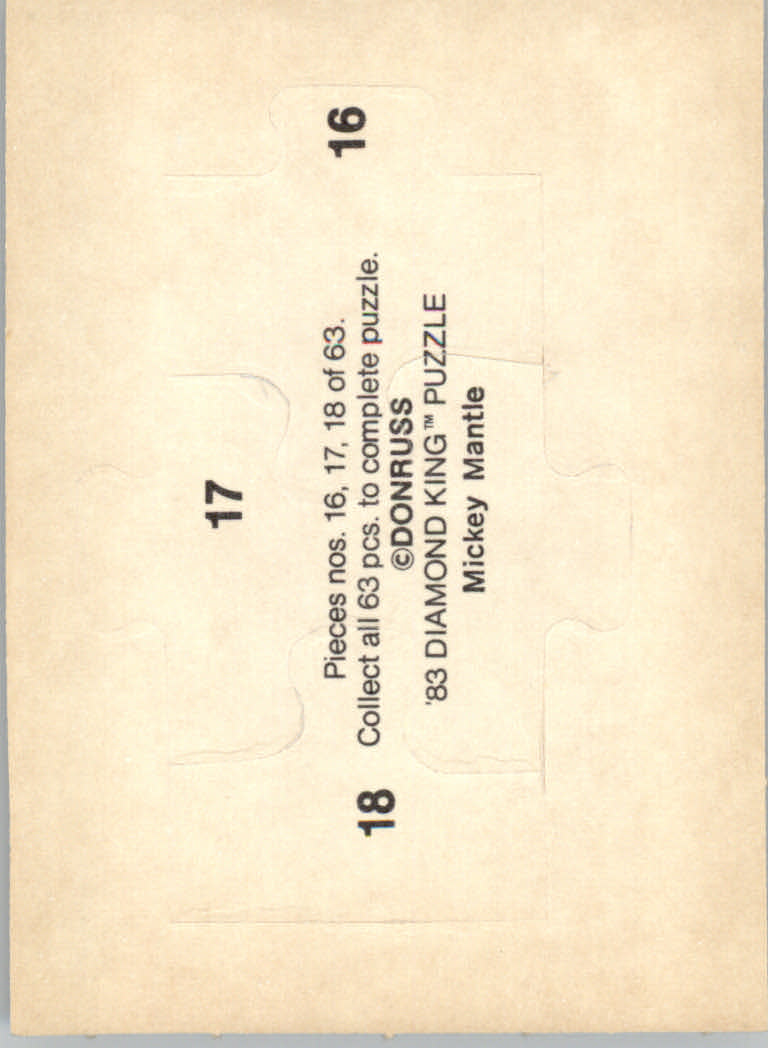 17
18
16
Pieces nos. 16, 17, 18 of 63.
Collect all 63 pcs. to complete puzzle.
©DONRUSS
'83 DIAMOND KING™ PUZZLE
Mickey Mantle